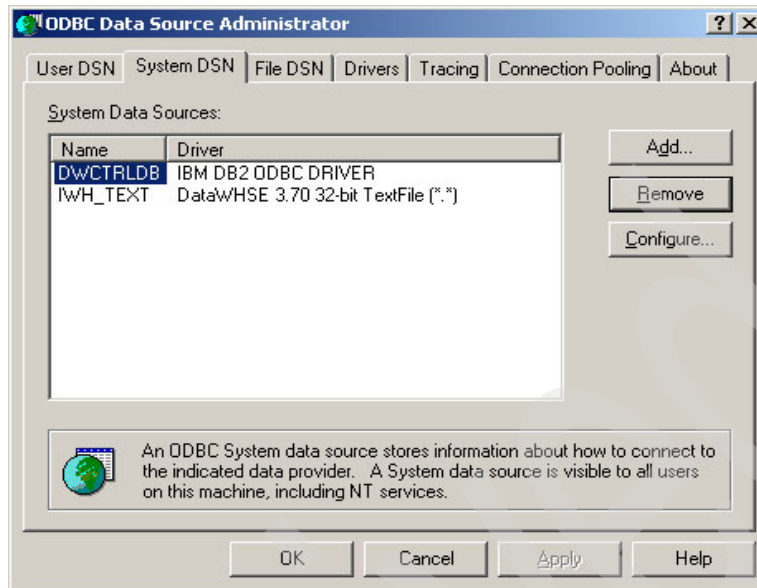 ODBC Data Source Administrator ? X
User DSN System DSN File DSN Drivers Tracing Connection Pooling About
System Data Sources:
Name Driver
DWCTRLDB IBM DB2 ODBC DRIVER
IWH_TEXT DataWHSE 3.70 32-bit TextFile (*.*)
Add...
Remove
Configure...
An ODBC System data source stores information about how to connect to
the indicated data provider. A System data source is visible to all users
on this machine, including NT services.
OK Cancel Apply Help